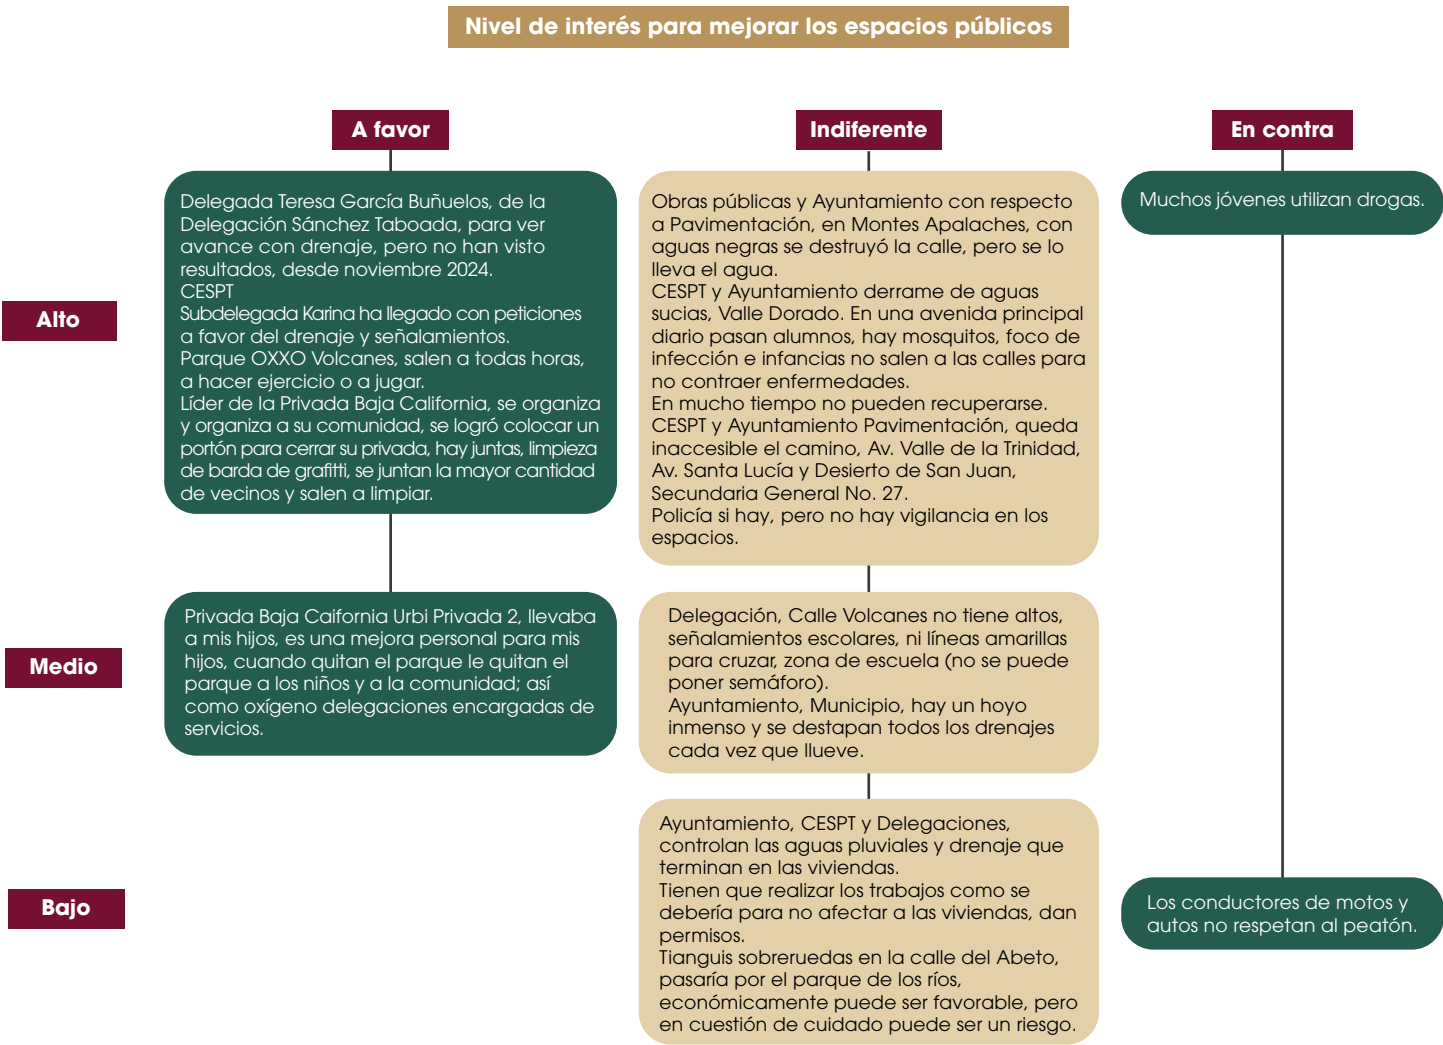 Nivel de interés para mejorar los espacios públicos
A favor
Indiferente
En contra
Alto
Delegada Teresa García Buñuelos, de la
Delegación Sánchez Taboada, para ver
avance con drenaje, pero no han visto
resultados, desde noviembre 2024.
CESPT
Subdelegada Karina ha llegado con peticiones
a favor del drenaje y señalamientos.
Parque OXXO Volcanes, salen a todas horas,
a hacer ejercicio o a jugar.
Líder de la Privada Baja California, se organiza
y organiza a su comunidad, se logró colocar un
portón para cerrar su privada, hay juntas, limpieza
de barda de grafitti, se juntan la mayor cantidad
de vecinos y salen a limpiar.
Obras públicas y Ayuntamiento con respecto
a Pavimentación, en Montes Apalaches, con
aguas negras se destruyó la calle, pero se lo
lleva el agua.
CESPT y Ayuntamiento derrame de aguas
sucias, Valle Dorado. En una avenida principal
diario pasan alumnos, hay mosquitos, foco de
infección e infancias no salen a las calles para
no contraer enfermedades.
En mucho tiempo no pueden recuperarse.
CESPT y Ayuntamiento Pavimentación, queda
inaccesible el camino, Av. Valle de la Trinidad,
Av. Santa Lucía y Desierto de San Juan,
Secundaria General No. 27.
Policía si hay, pero no hay vigilancia en los
espacios.
Muchos jóvenes utilizan drogas.
Medio
Privada Baja Caifornia Urbi Privada 2, llevaba
a mis hijos, es una mejora personal para mis
hijos, cuando quitan el parque le quitan el
parque a los niños y a la comunidad; así
como oxígeno delegaciones encargadas de
servicios.
Delegación, Calle Volcanes no tiene altos,
señalamientos escolares, ni líneas amarillas
para cruzar, zona de escuela (no se puede
poner semáforo).
Ayuntamiento, Municipio, hay un hoyo
inmenso y se destapan todos los drenajes
cada vez que llueve.
Bajo
Ayuntamiento, CESPT y Delegaciones,
controlan las aguas pluviales y drenaje que
terminan en las viviendas.
Tienen que realizar los trabajos como se
debería para no afectar a las viviendas, dan
permisos.
Tianguis sobreruedas en la calle del Abeto,
pasaría por el parque de los ríos,
económicamente puede ser favorable, pero
en cuestión de cuidado puede ser un riesgo.
Los conductores de motos y
autos no respetan al peatón.